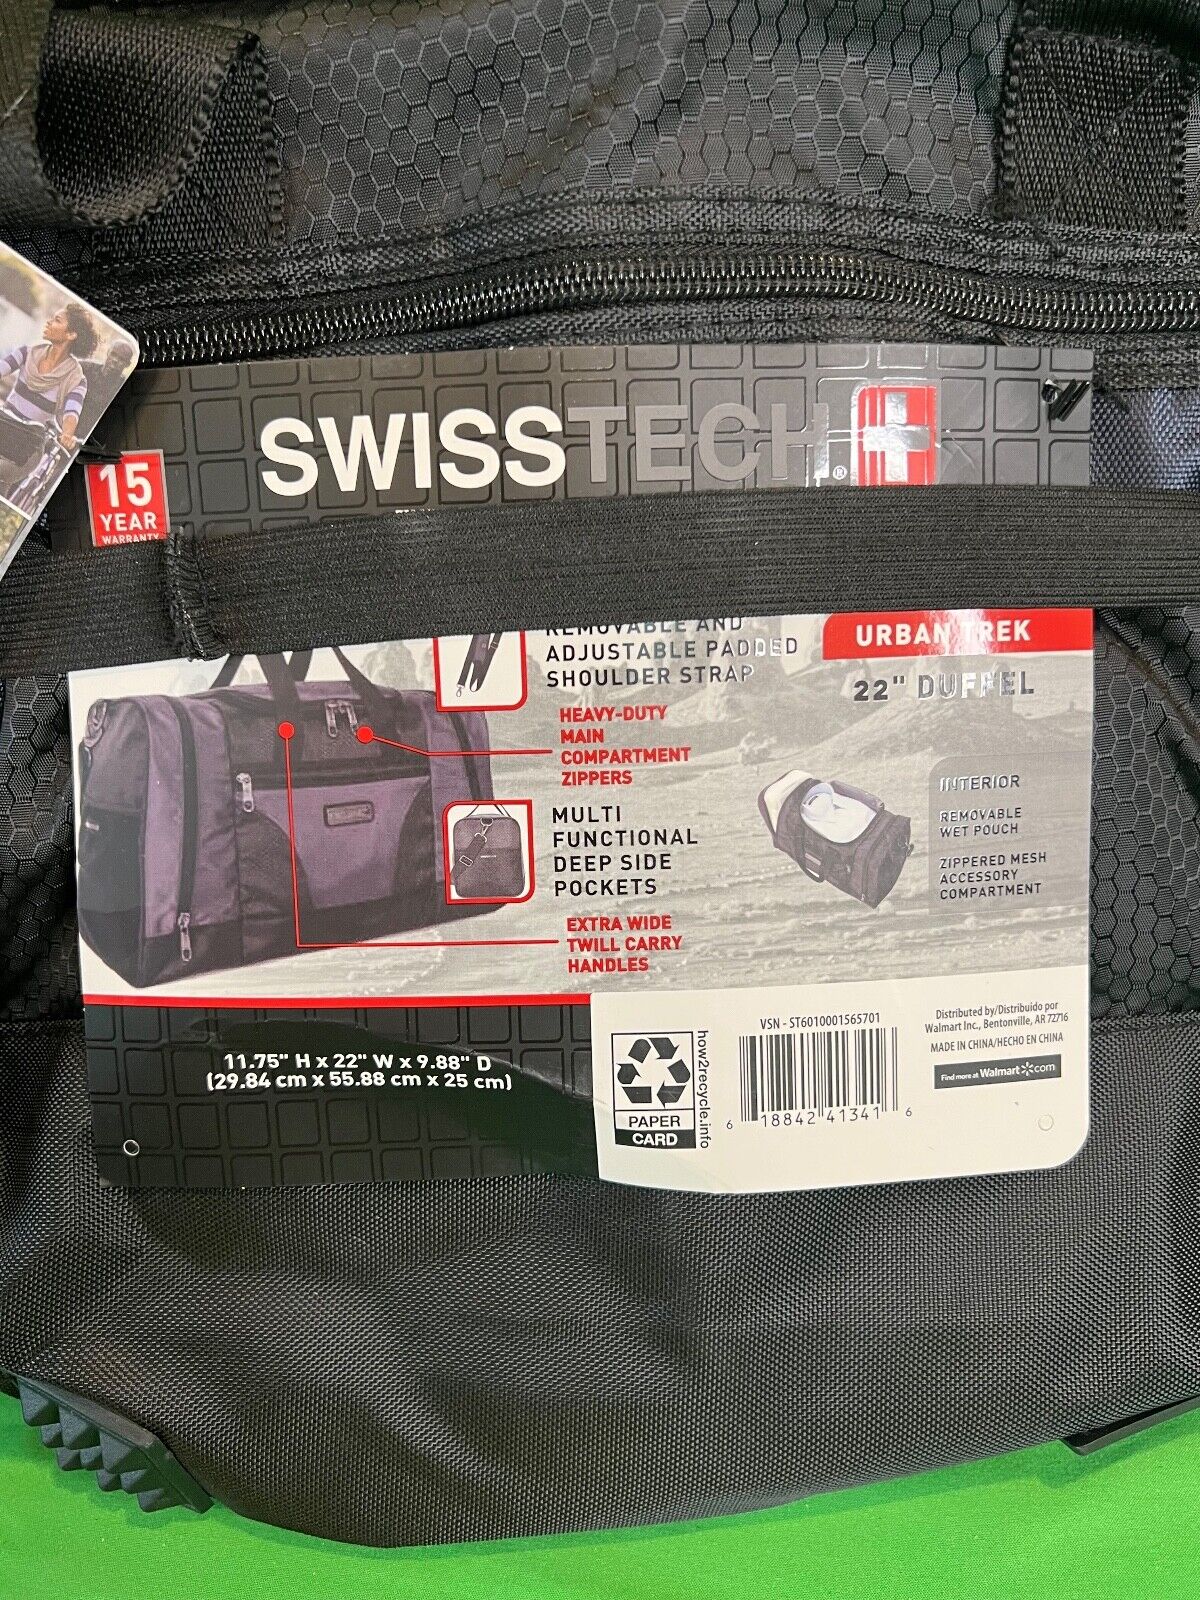 SWISSTECH®
15
YEAR
WARRANTY
REMOVABLE AND
ADJUSTABLE PADDED
SHOULDER STRAP
URBAN TREK
22" DUFFEL
HEAVY-DUTY
MAIN
COMPARTMENT
ZIPPERS
MULTI
FUNCTIONAL
DEEP SIDE
POCKETS
EXTRA WIDE
TWILL CARRY
HANDLES
INTERIOR
REMOVABLE
WET POUCH
ZIPPERED MESH
ACCESSORY
COMPARTMENT
11.75" H x 22" W x 9.88" D
(29.84 cm x 55.88 cm x 25 cm)
PAPER
CARD
how2recycle.info
VSN - ST6010001565701
6 18842 41341 6
Distributed by/Distribuido por
Walmart Inc., Bentonville, AR 72716
MADE IN CHINA/HECHO EN CHINA
Find more at Walmart.com